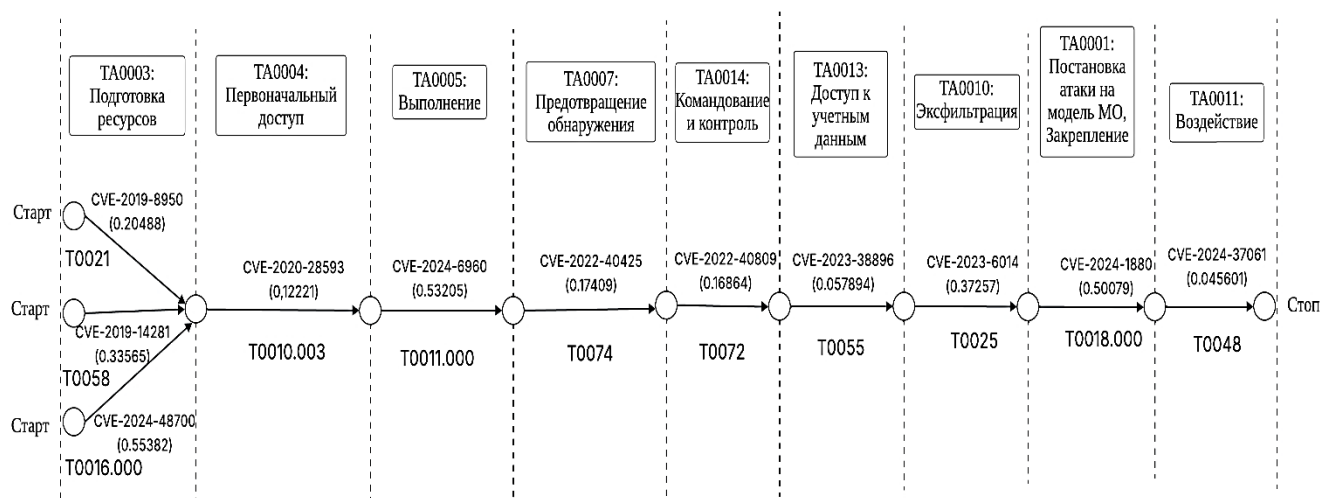 TA0003:
Подготовка
ресурсов
TA0004:
Первоначальный
доступ
TA0005:
Выполнение
TA0007:
Предотвращение
обнаружения
TA0014:
Командование
и контроль
TA0013:
Доступ к
учетным
данным
TA0010:
Эксфильтрация
TA0001:
Постановка
атаки на
модель МО,
Закрепление
TA0011:
Воздействие
Старт
CVE-2019-8950
(0.20488)
T0021
Старт
CVE-2019-14281
(0.33565)
T0058
Старт
CVE-2024-48700
(0.55382)
T0016.000
CVE-2020-28593
(0,12221)
T0010.003
CVE-2024-6960
(0.53205)
T0011.000
CVE-2022-40425
(0.17409)
T0074
CVE-2022-40809
(0.16864)
T0072
CVE-2023-38896
(0.057894)
T0055
CVE-2023-6014
(0.37257)
T0025
CVE-2024-1880
(0.50079)
T0018.000
CVE-2024-37061
(0.045601)
T0048
Стоп